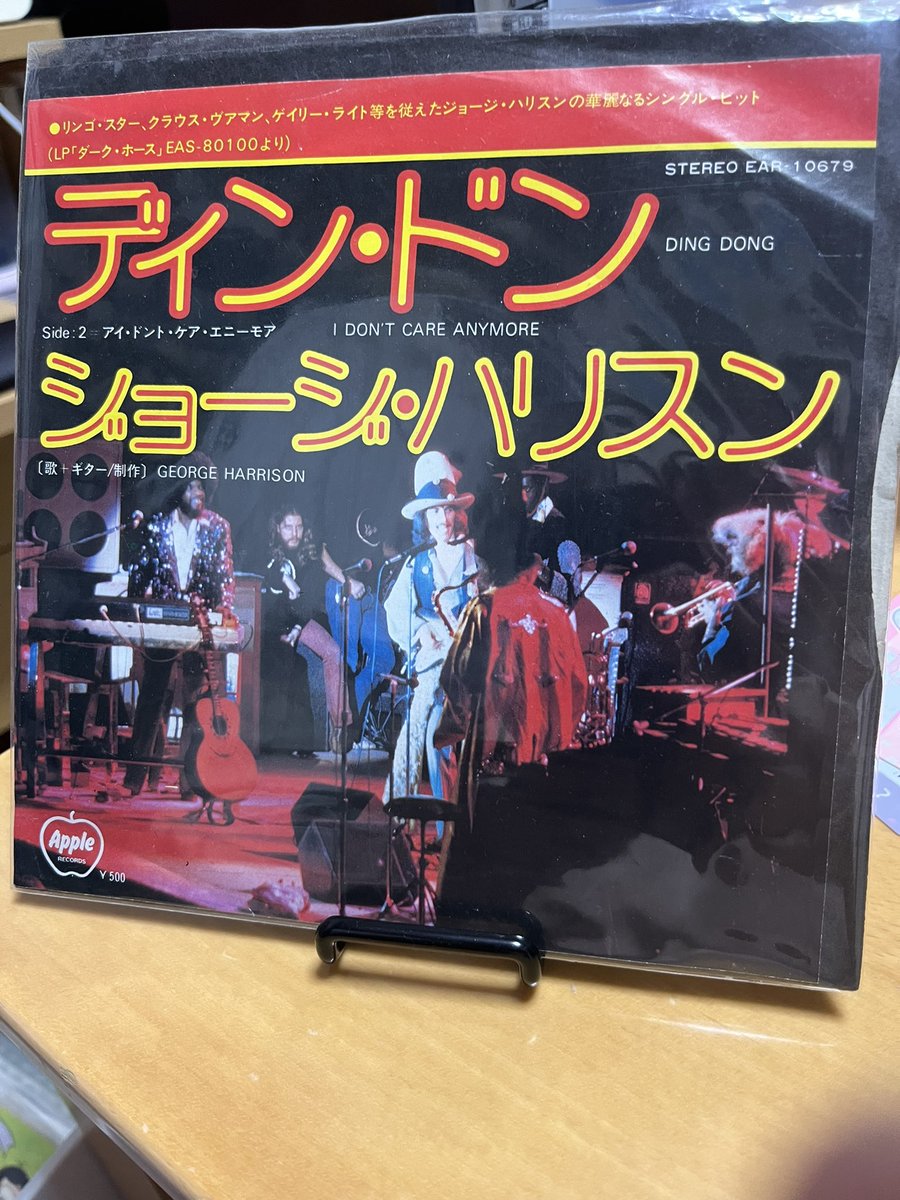 ●リンゴ・スター、クラウス・ヴアマン、ゲイリー・ライト等を従えたジョージ・ハリスンの華麗なるシングル・ヒット
(LP「ダーク・ホース」EAS-80100より)
STEREO EAR-10679
ディン・ドン
DING DONG
Side:2=アイ・ドント・ケア・エニーモア I DON'T CARE ANYMORE
ジョージ・ハリスン
〔歌+ギター/制作〕 GEORGE HARRISON
Apple
RECORDS
¥500